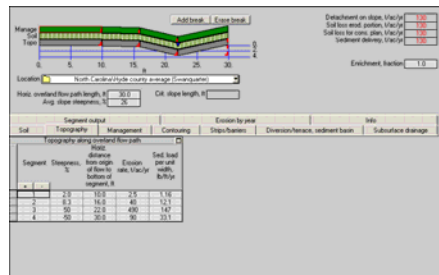 Add break Erase break
Manage
Soil
Topo
0. 5. 10. 15. 20. 25. 30.
ft
Detachment on slope, t/ac/yr 130
Soil loss erod. portion, t/ac/yr 130
Soil loss for cons. plan, t/ac/yr 130
Sediment delivery, t/ac/yr 130
Enrichment, fraction 1.0
Location North Carolina\Hyde county average (Swanquarter)
Horiz. overland flow path length, ft 30.0 Crit. slope length, ft
Avg. slope steepness, % 26
Segment output Erosion by year Info
Soil Topography Management Contouring Strips/barriers Diversion/terrace, sediment basin Subsurface drainage
Topography along overland flow path
Segment Steepness, % Horiz. distance from origin of flow to bottom of segment, ft Erosion rate, t/ac/yr Sed. load per unit width, lb/ft/yr
+ -
1 2.0 10.0 2.5 1.16
2 8.3 16.0 40 12.1
3 50 22.0 490 147
4 -50 30.0 90 33.1